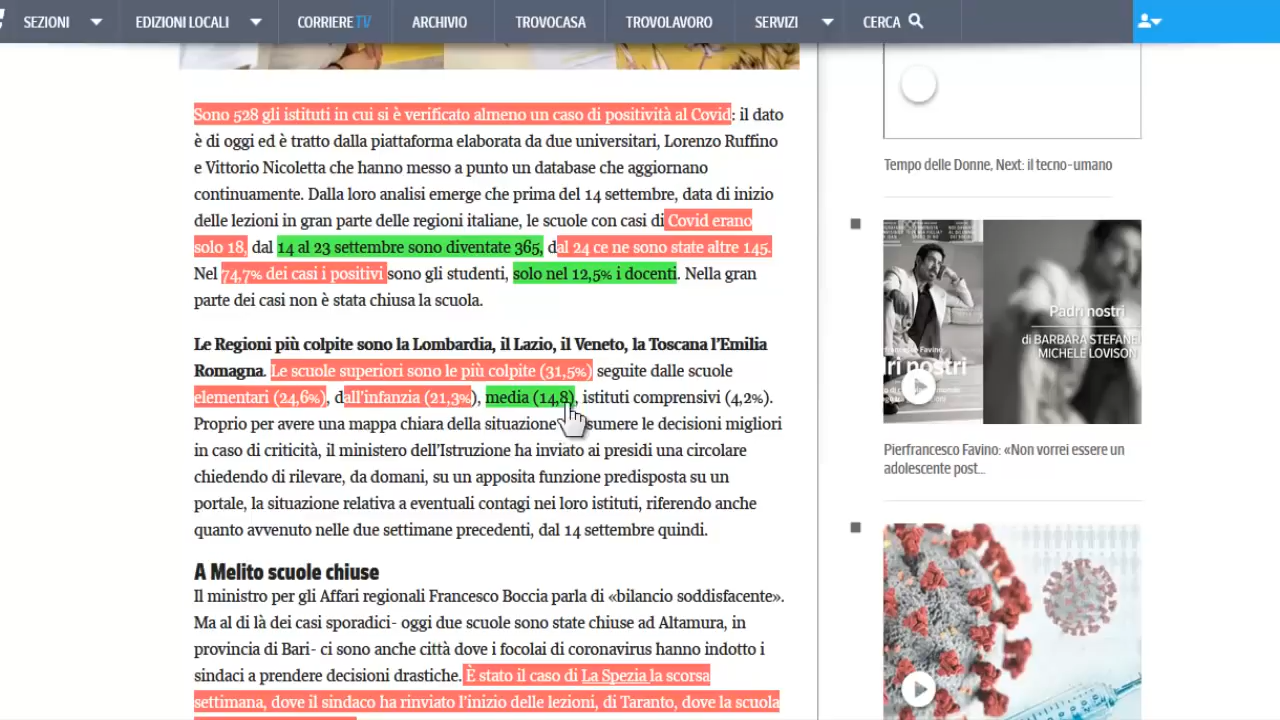 SEZIONI EDIZIONI LOCALI CORRIERE TV ARCHIVIO TROVOCASA TROVOLAVORO SERVIZI CERCA
Sono 528 gli istituti in cui si è verificato almeno un caso di positività al Covid: il dato
è di oggi ed è tratto dalla piattaforma elaborata da due universitari, Lorenzo Ruffino
e Vittorio Nicoletta che hanno messo a punto un database che aggiornano
continuamente. Dalla loro analisi emerge che prima del 14 settembre, data di inizio
delle lezioni in gran parte delle regioni italiane, le scuole con casi di Covid erano
solo 18, dal 14 al 23 settembre sono diventate 365, dal 24 ce ne sono state altre 145.
Nel 74,7% dei casi i positivi sono gli studenti, solo nel 12,5% i docenti. Nella gran
parte dei casi non è stata chiusa la scuola.
Le Regioni più colpite sono la Lombardia, il Lazio, il Veneto, la Toscana l'Emilia
Romagna. Le scuole superiori sono le più colpite (31,5%) seguite dalle scuole
elementari (24,6%), dall'infanzia (21,3%), media (14,8), istituti comprensivi (4,2%).
Proprio per avere una mappa chiara della situazione sumere le decisioni migliori
in caso di criticità, il ministero dell'Istruzione ha inviato ai presidi una circolare
chiedendo di rilevare, da domani, su un apposita funzione predisposta su un
portale, la situazione relativa a eventuali contagi nei loro istituti, riferendo anche
quanto avvenuto nelle due settimane precedenti, dal 14 settembre quindi.
A Melito scuole chiuse
Il ministro per gli Affari regionali Francesco Boccia parla di «bilancio soddisfacente».
Ma al di là dei casi sporadici- oggi due scuole sono state chiuse ad Altamura, in
provincia di Bari- ci sono anche città dove i focolai di coronavirus hanno indotto i
sindaci a prendere decisioni drastiche. È stato il caso di La Spezia la scorsa
settimana, dove il sindaco ha rinviato l'inizio delle lezioni, di Taranto, dove la scuola
Tempo delle Donne, Next: il tecno-umano
Padri nostri
di BARBARA STEFANE
MICHELE LOVISON
Pierfrancesco Favino: «Non vorrei essere un
adolescente post...